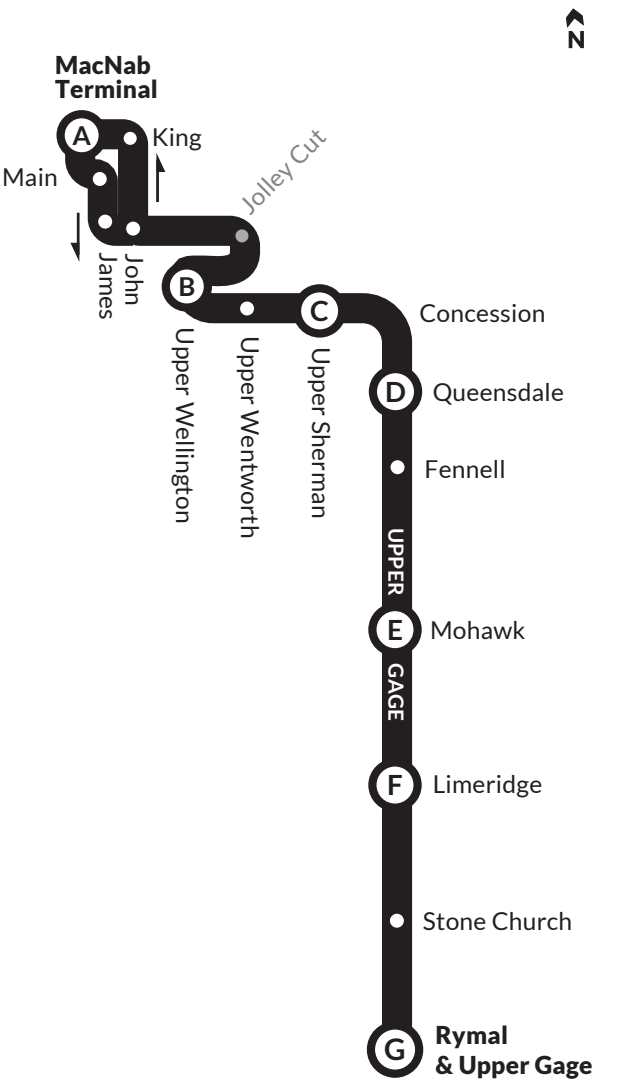 N
MacNab
Terminal
A
King
Main
Jolley Cut
James
John
B
C
Concession
Upper Wellington
Upper Wentworth
Upper Sherman
D
Queensdale
Fennell
UPPER
E
Mohawk
GAGE
F
Limeridge
Stone Church
G
Rymal
& Upper Gage